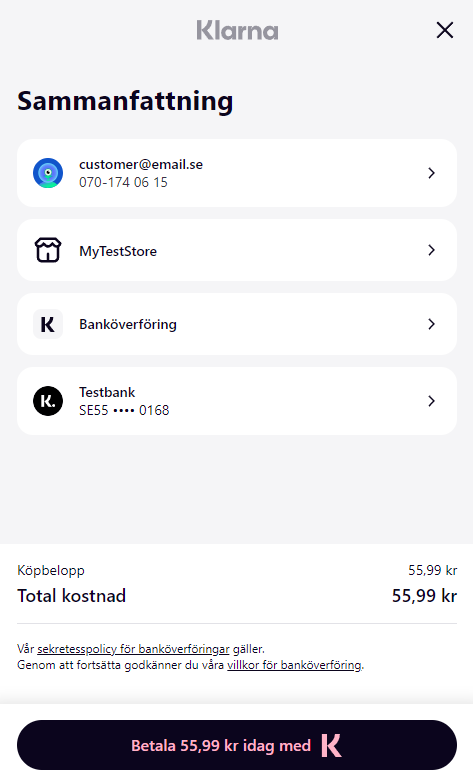 Klarna
Sammanfattning
customer@email.se
070-174 06 15
MyTestStore
K
Banköverföring
K.
Testbank
SE55 •••• 0168
Köpbelopp 55,99 kr
Total kostnad 55,99 kr
Vår sekretesspolicy för banköverföringar gäller.
Genom att fortsätta godkänner du våra villkor för banköverföring.
Betala 55,99 kr idag med K